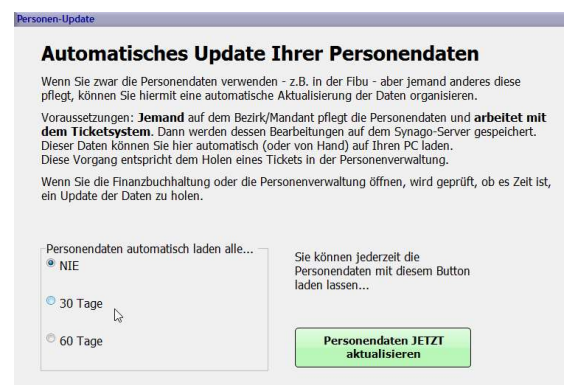 Personen-Update
Automatisches Update Ihrer Personendaten
Wenn Sie zwar die Personendaten verwenden - z.B. in der Fibu - aber jemand anderes diese
pflegt, können Sie hiermit eine automatische Aktualisierung der Daten organisieren.
Voraussetzungen: Jemand auf dem Bezirk/Mandant pflegt die Personendaten und arbeitet mit
dem Ticketsystem. Dann werden dessen Bearbeitungen auf dem Synago-Server gespeichert.
Dieser Daten können Sie hier automatisch (oder von Hand) auf Ihren PC laden.
Diese Vorgang entspricht dem Holen eines Tickets in der Personenverwaltung.
Wenn Sie die Finanzbuchhaltung oder die Personenverwaltung öffnen, wird geprüft, ob es Zeit ist,
ein Update der Daten zu holen.
Personendaten automatisch laden alle...
NIE
30 Tage
60 Tage
Sie können jederzeit die
Personendaten mit diesem Button
laden lassen...
Personendaten JETZT
aktualisieren